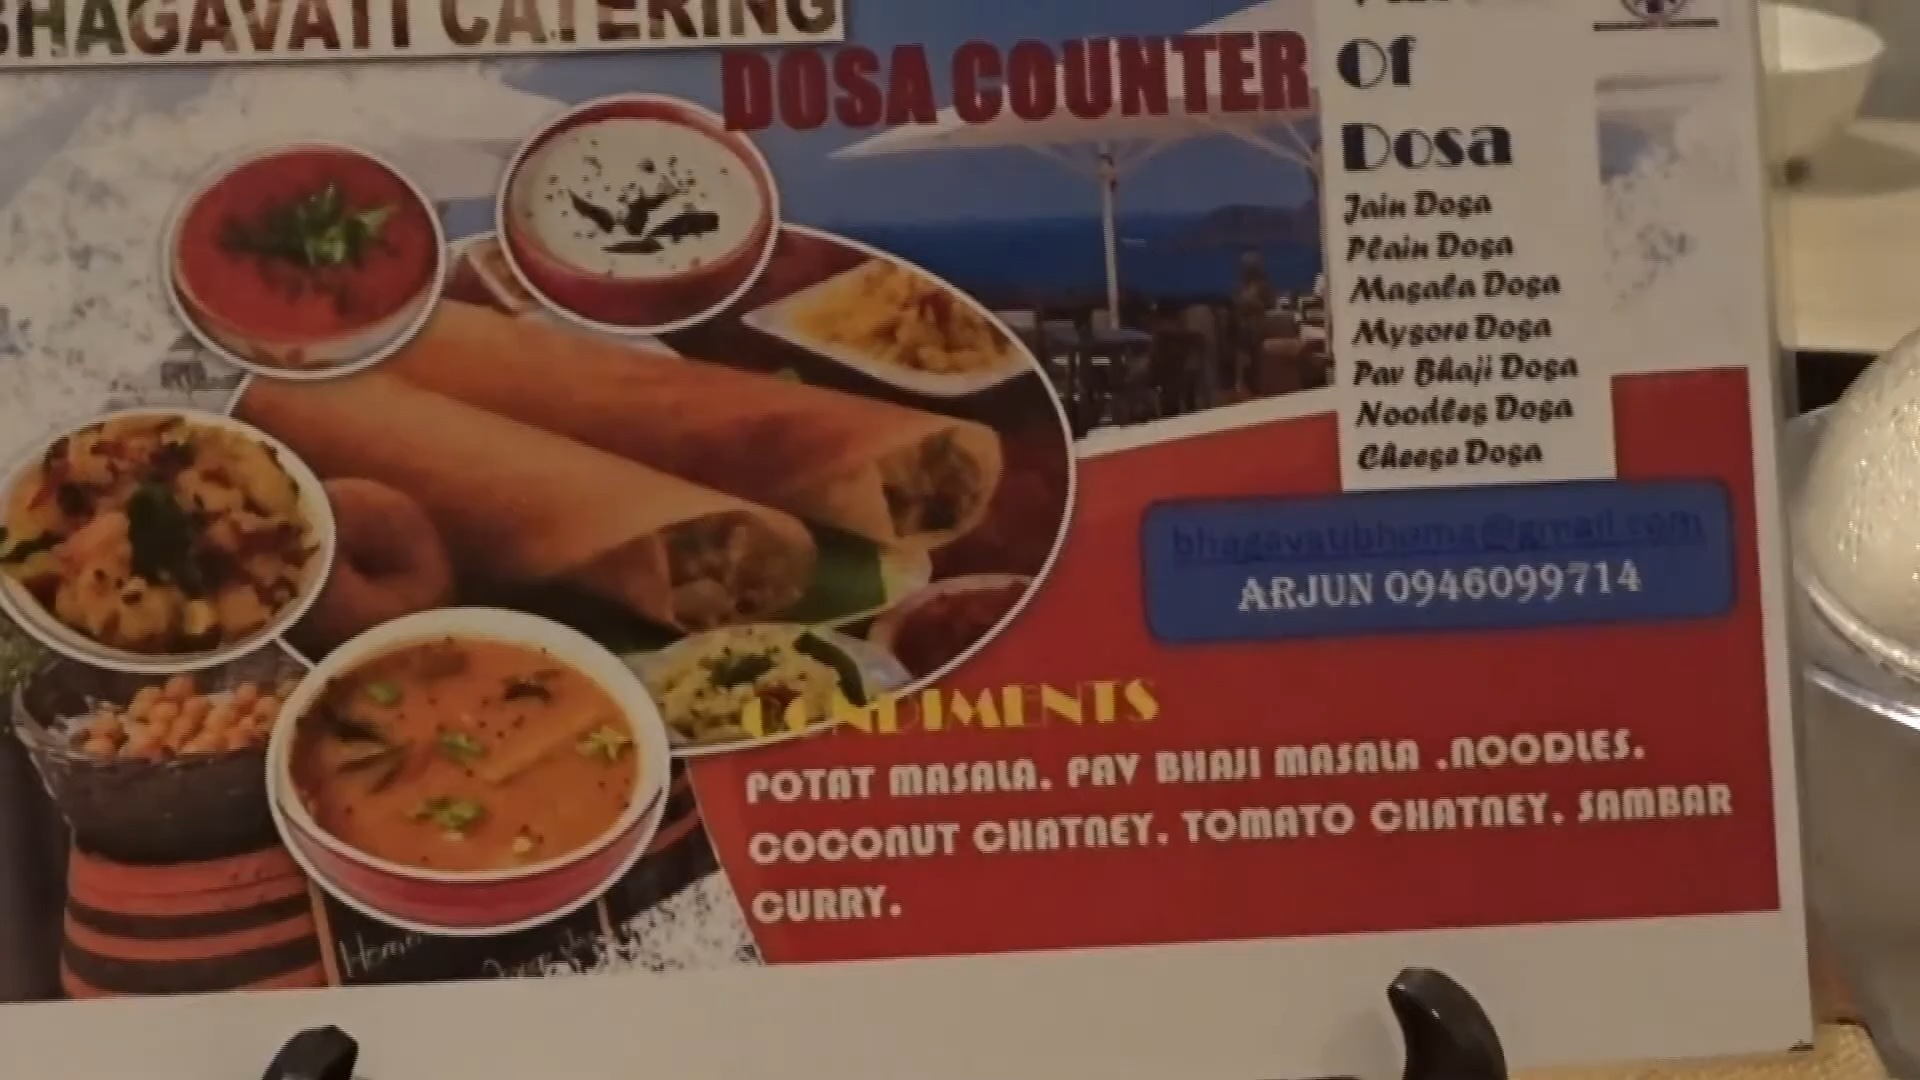 BHAGAVATI CATERING
DOSA COUNTER
Of
Dosa
Jain Dosa
Plain Dosa
Masala Dosa
Mysore Dosa
Pav Bhaji Dosa
Noodles Dosa
Cheese Dosa
ARJUN 0946099714
CONDIMENTS
POTAT MASALA. PAV BHAJI MASALA .NOODLES.
COCONUT CHATNEY. TOMATO CHATNEY. SAMBAR
CURRY.